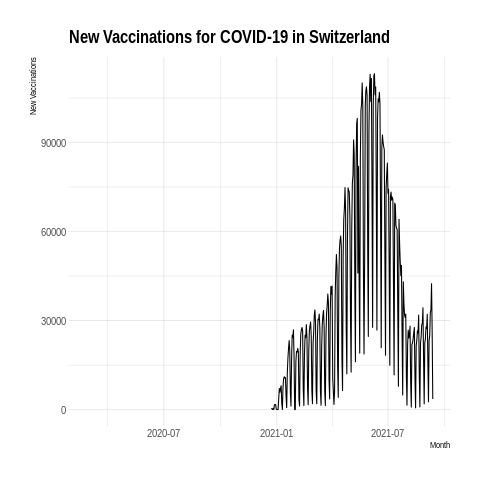 New Vaccinations for COVID-19 in Switzerland
New Vaccinations
90000
60000
30000
0
2020-07 2021-01 2021-07
Month